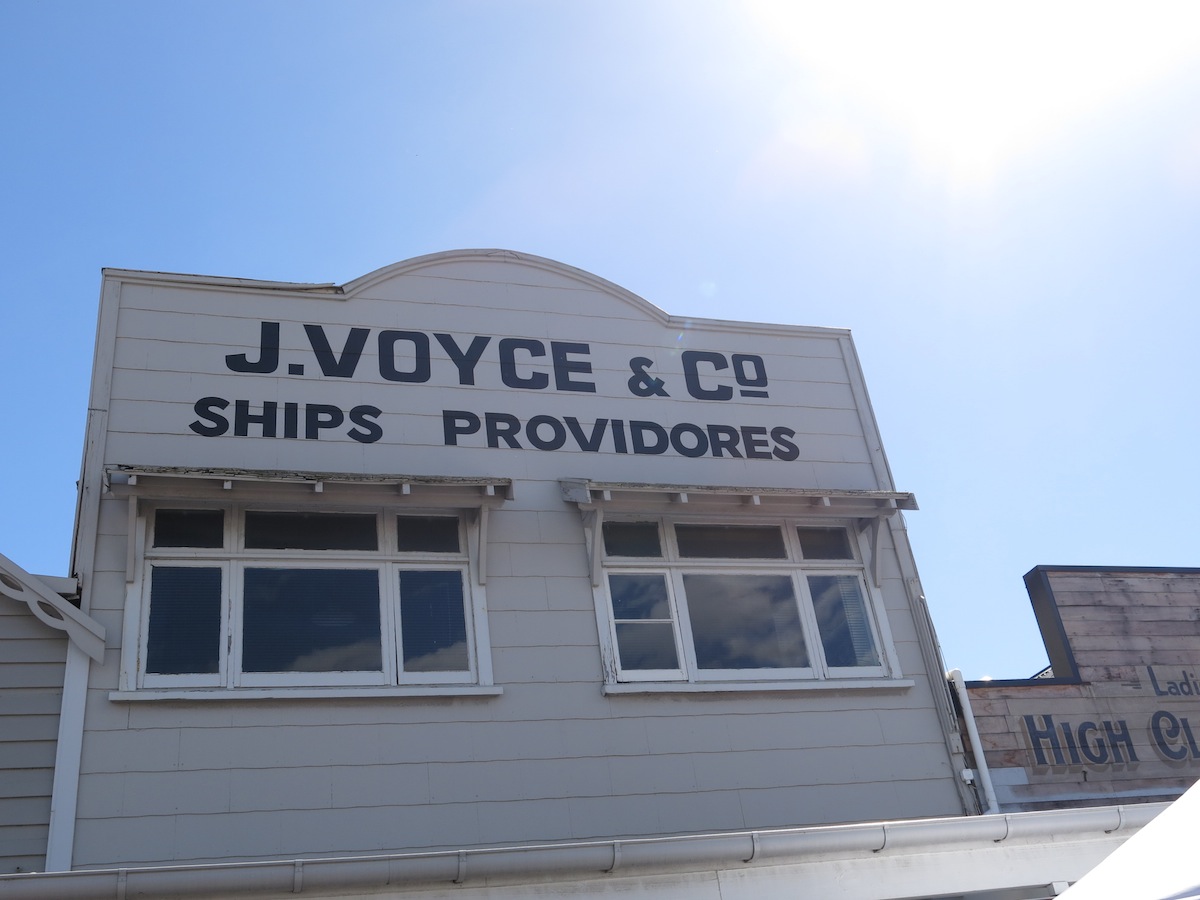 J. VOYCE & Co
SHIPS PROVIDORES
HIGH